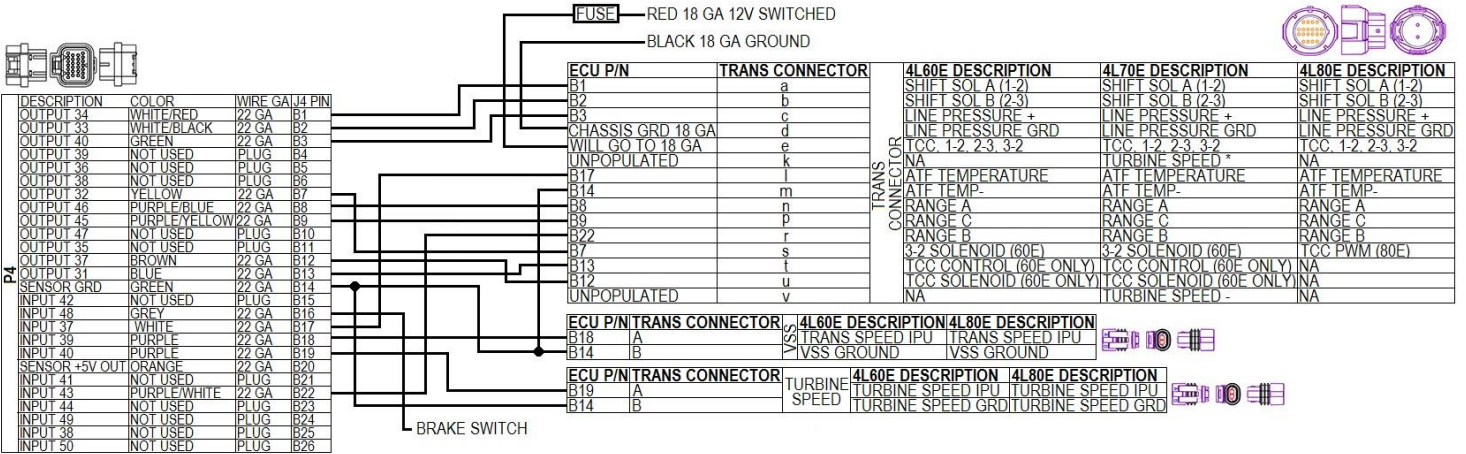 FUSE RED 18 GA 12V SWITCHED
BLACK 18 GA GROUND
P4
DESCRIPTION COLOR WIRE GA J4 PIN
OUTPUT 34 WHITE/RED 22 GA B1
OUTPUT 33 WHITE/BLACK 22 GA B2
OUTPUT 40 GREEN 22 GA B3
OUTPUT 39 NOT USED PLUG B4
OUTPUT 36 NOT USED PLUG B5
OUTPUT 38 NOT USED PLUG B6
OUTPUT 32 YELLOW 22 GA B7
OUTPUT 46 PURPLE/BLUE 22 GA B8
OUTPUT 45 PURPLE/YELLOW 22 GA B9
OUTPUT 47 NOT USED PLUG B10
OUTPUT 35 NOT USED PLUG B11
OUTPUT 37 BROWN 22 GA B12
OUTPUT 31 BLUE 22 GA B13
SENSOR GRD GREEN 22 GA B14
INPUT 42 NOT USED PLUG B15
INPUT 48 GREY 22 GA B16
INPUT 37 WHITE 22 GA B17
INPUT 39 PURPLE 22 GA B18
INPUT 40 PURPLE 22 GA B19
SENSOR +5V OUT ORANGE 22 GA B20
INPUT 41 NOT USED PLUG B21
INPUT 43 PURPLE/WHITE 22 GA B22
INPUT 44 NOT USED PLUG B23
INPUT 49 NOT USED PLUG B24
INPUT 38 NOT USED PLUG B25
INPUT 50 NOT USED PLUG B26
BRAKE SWITCH
ECU P/N TRANS CONNECTOR 4L60E DESCRIPTION 4L70E DESCRIPTION 4L80E DESCRIPTION
TRANS CONNECTOR
B1 a SHIFT SOL A (1-2) SHIFT SOL A (1-2) SHIFT SOL A (1-2)
B2 b SHIFT SOL B (2-3) SHIFT SOL B (2-3) SHIFT SOL B (2-3)
B3 c LINE PRESSURE + LINE PRESSURE + LINE PRESSURE +
CHASSIS GRD 18 GA d LINE PRESSURE GRD LINE PRESSURE GRD LINE PRESSURE GRD
WILL GO TO 18 GA e TCC, 1-2, 2-3, 3-2 TCC, 1-2, 2-3, 3-2 TCC, 1-2, 2-3, 3-2
UNPOPULATED k NA TURBINE SPEED * NA
B17 l ATF TEMPERATURE ATF TEMPERATURE ATF TEMPERATURE
B14 m ATF TEMP- ATF TEMP- ATF TEMP-
B8 n RANGE A RANGE A RANGE A
B9 p RANGE C RANGE C RANGE C
B22 r RANGE B RANGE B RANGE B
B7 s 3-2 SOLENOID (60E) 3-2 SOLENOID (60E) TCC PWM (80E)
B13 t TCC CONTROL (60E ONLY) TCC CONTROL (60E ONLY) NA
B12 u TCC SOLENOID (60E ONLY) TCC SOLENOID (60E ONLY) NA
UNPOPULATED v NA TURBINE SPEED - NA
ECU P/N TRANS CONNECTOR VSS 4L60E DESCRIPTION 4L80E DESCRIPTION
B18 A TRANS SPEED IPU TRANS SPEED IPU
B14 B VSS GROUND VSS GROUND
ECU P/N TRANS CONNECTOR TURBINE SPEED 4L60E DESCRIPTION 4L80E DESCRIPTION
B19 A TURBINE SPEED IPU TURBINE SPEED IPU
B14 B TURBINE SPEED GRD TURBINE SPEED GRD